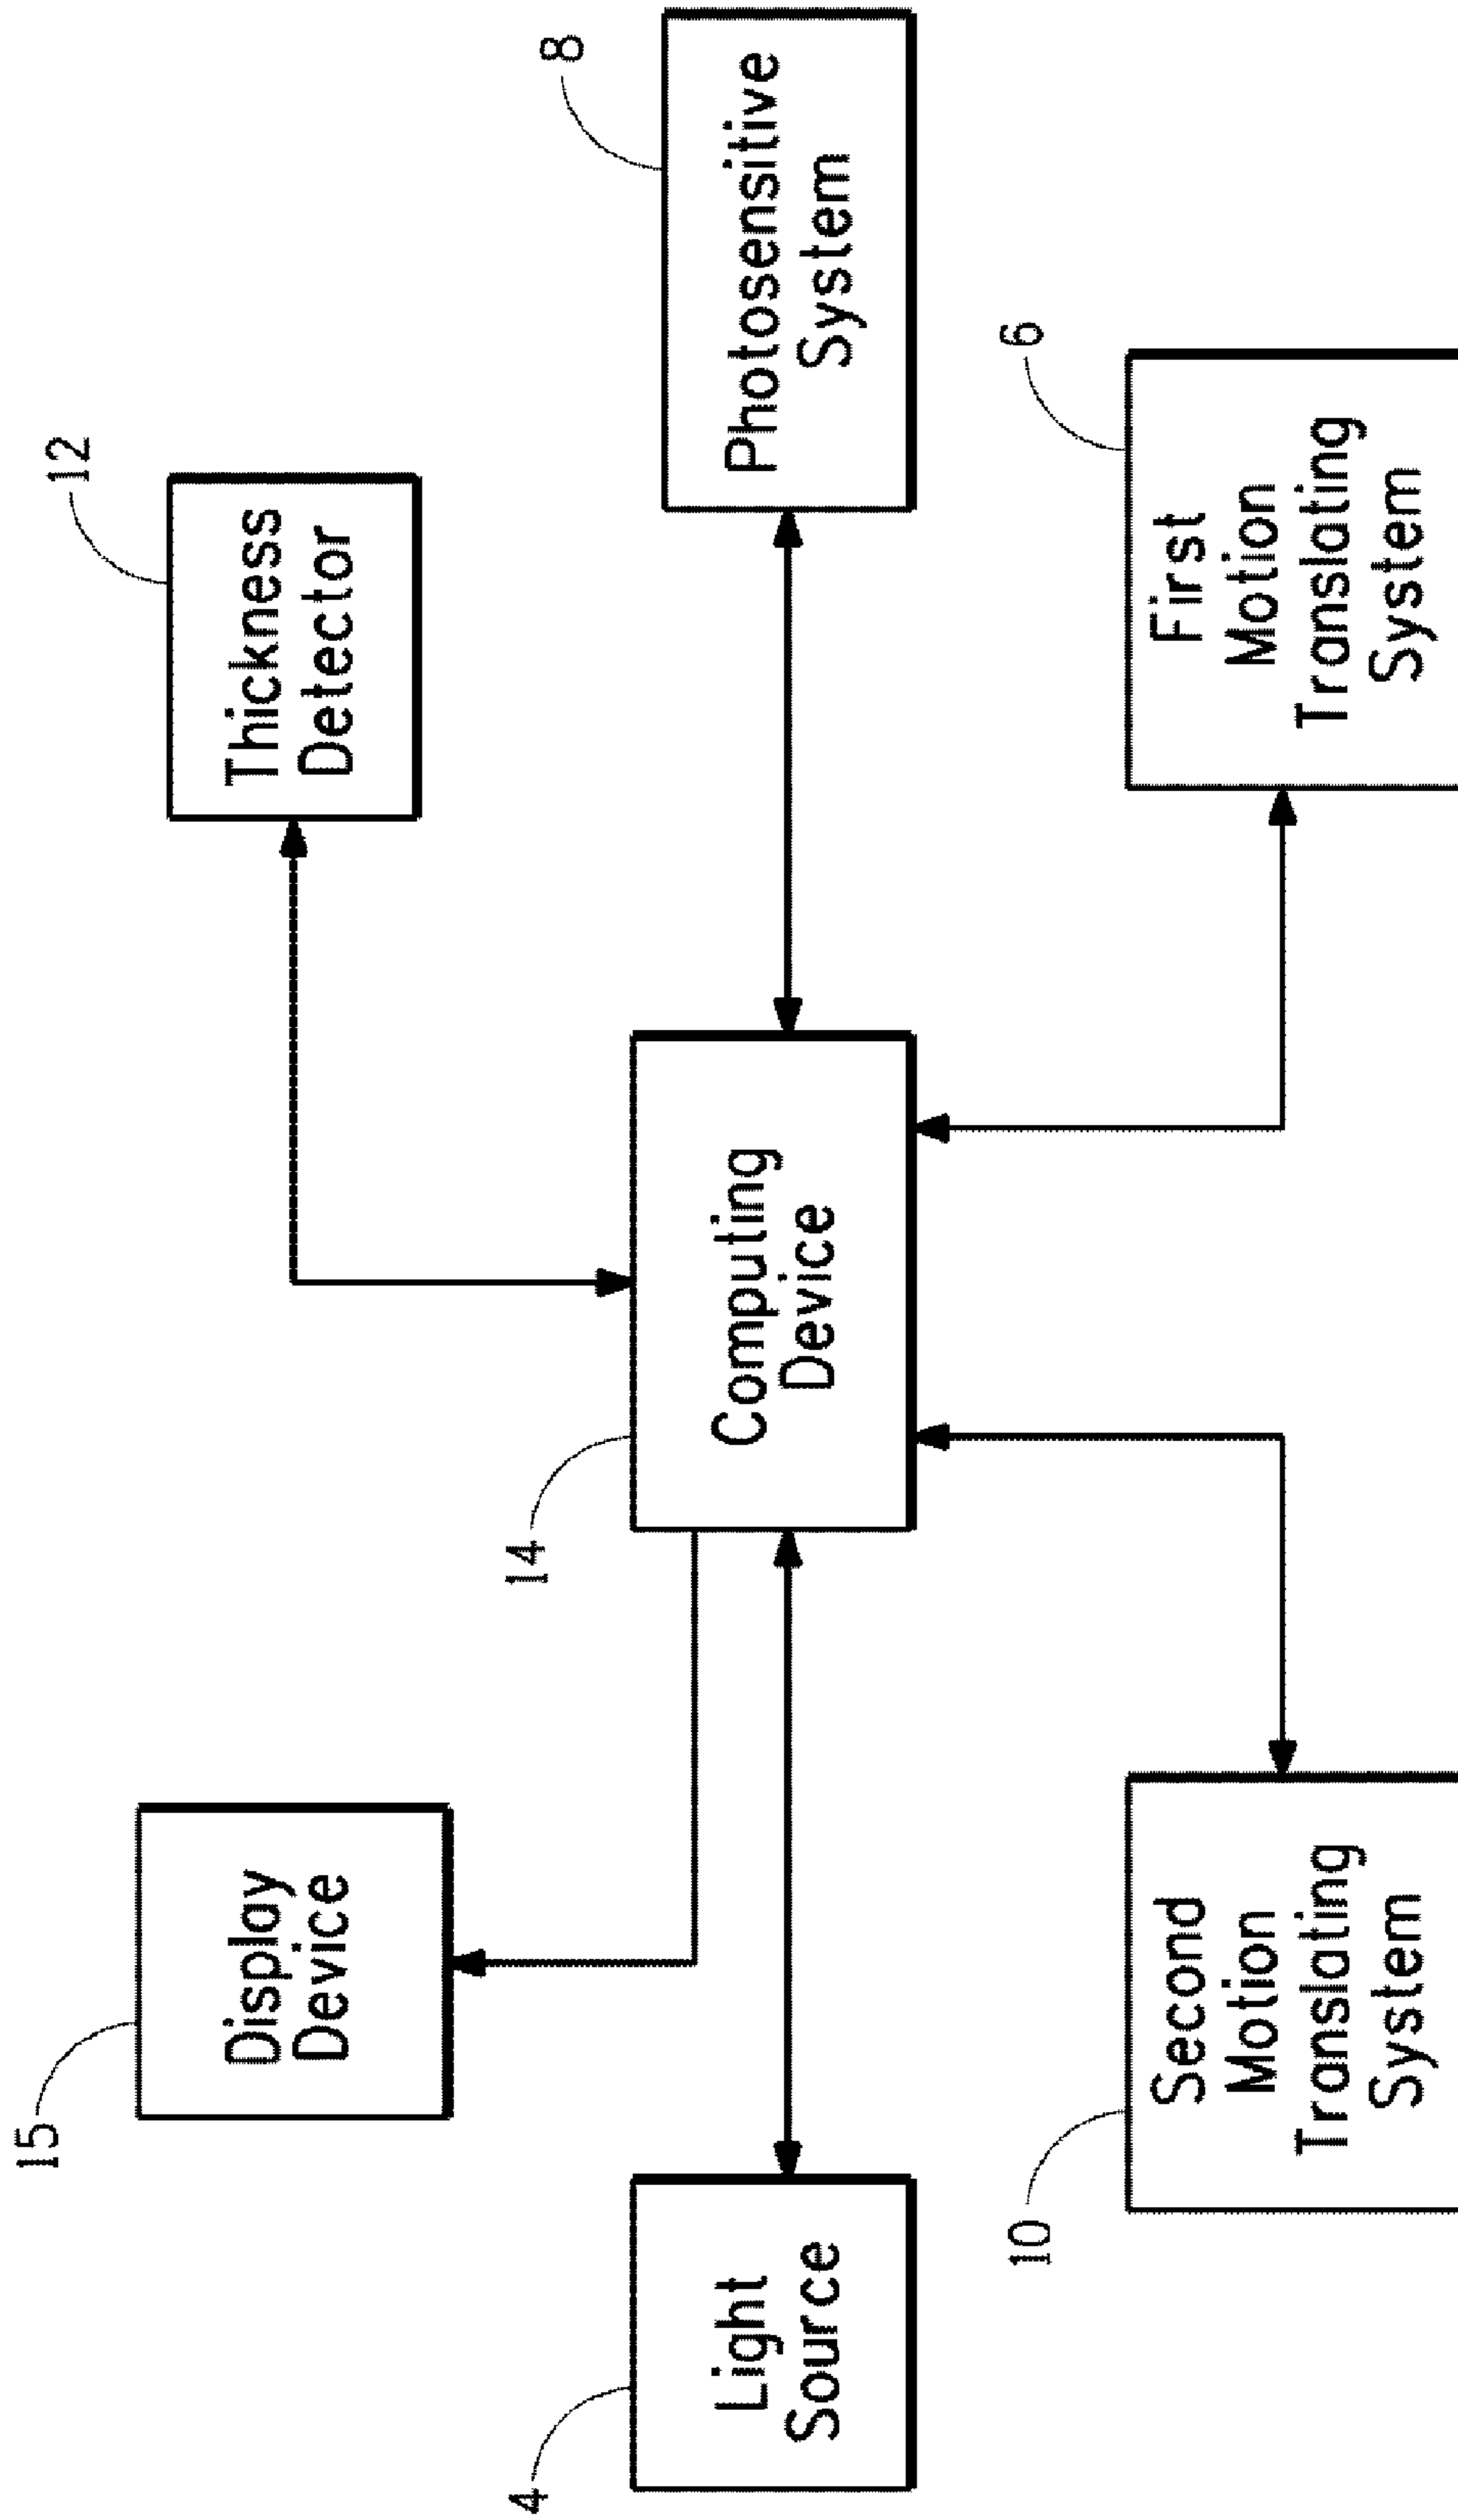 15
Display
Device
12
Thickness
Detector
4
Light
Source
14
Computing
Device
8
Photosensitive
System
10
Second
Motion
Translating
System
6
First
Motion
Translating
System